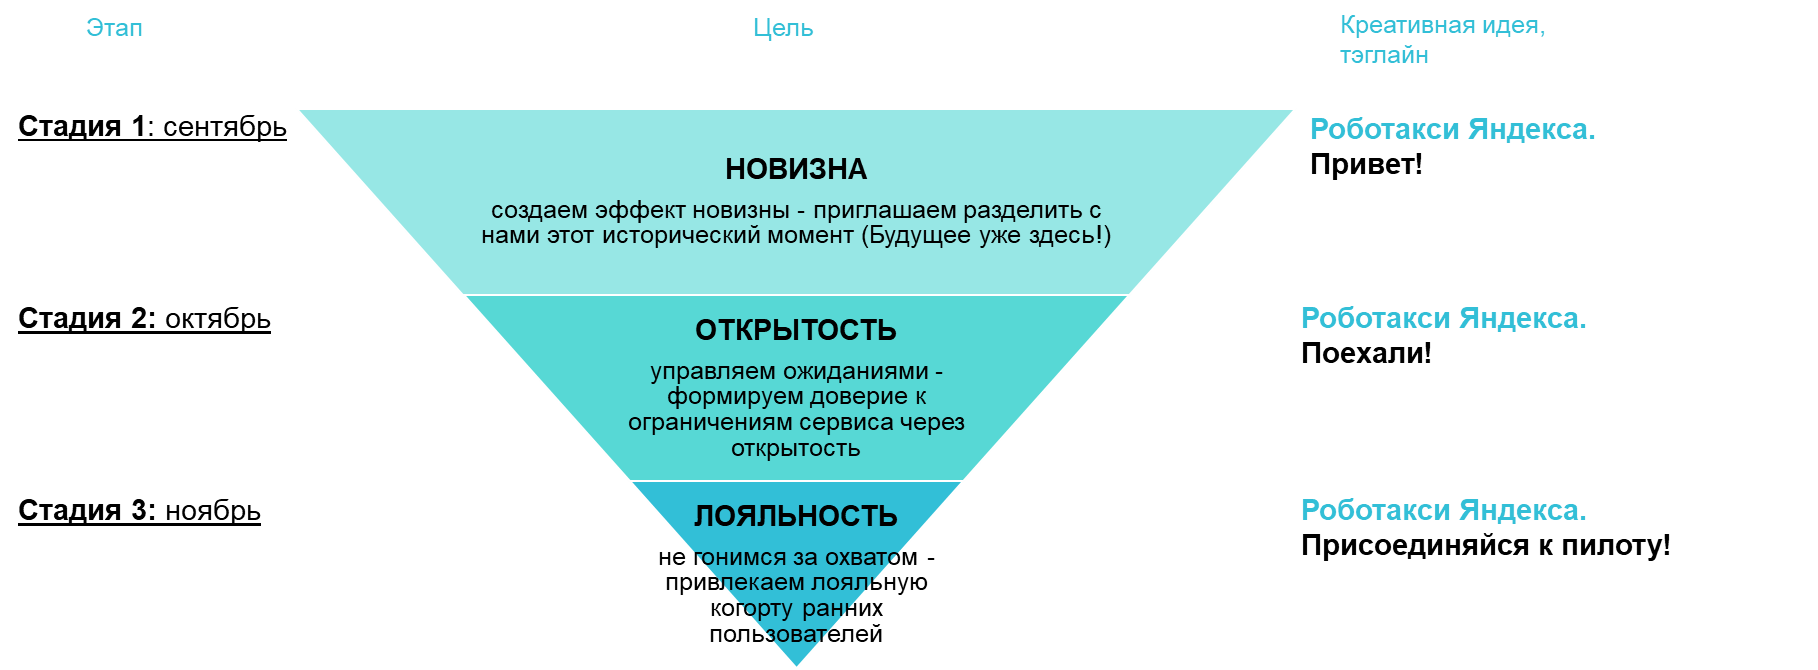 Этап
Цель
Креативная идея,
тэглайн
Стадия 1: сентябрь
НОВИЗНА
создаем эффект новизны - приглашаем разделить с
нами этот исторический момент (Будущее уже здесь!)
Роботакси Яндекса.
Привет!
Стадия 2: октябрь
ОТКРЫТОСТЬ
управляем ожиданиями -
формируем доверие к
ограничениям сервиса через
открытость
Роботакси Яндекса.
Поехали!
Стадия 3: ноябрь
ЛОЯЛЬНОСТЬ
не гонимся за охватом -
привлекаем лояльную
когорту ранних
пользователей
Роботакси Яндекса.
Присоединяйся к пилоту!